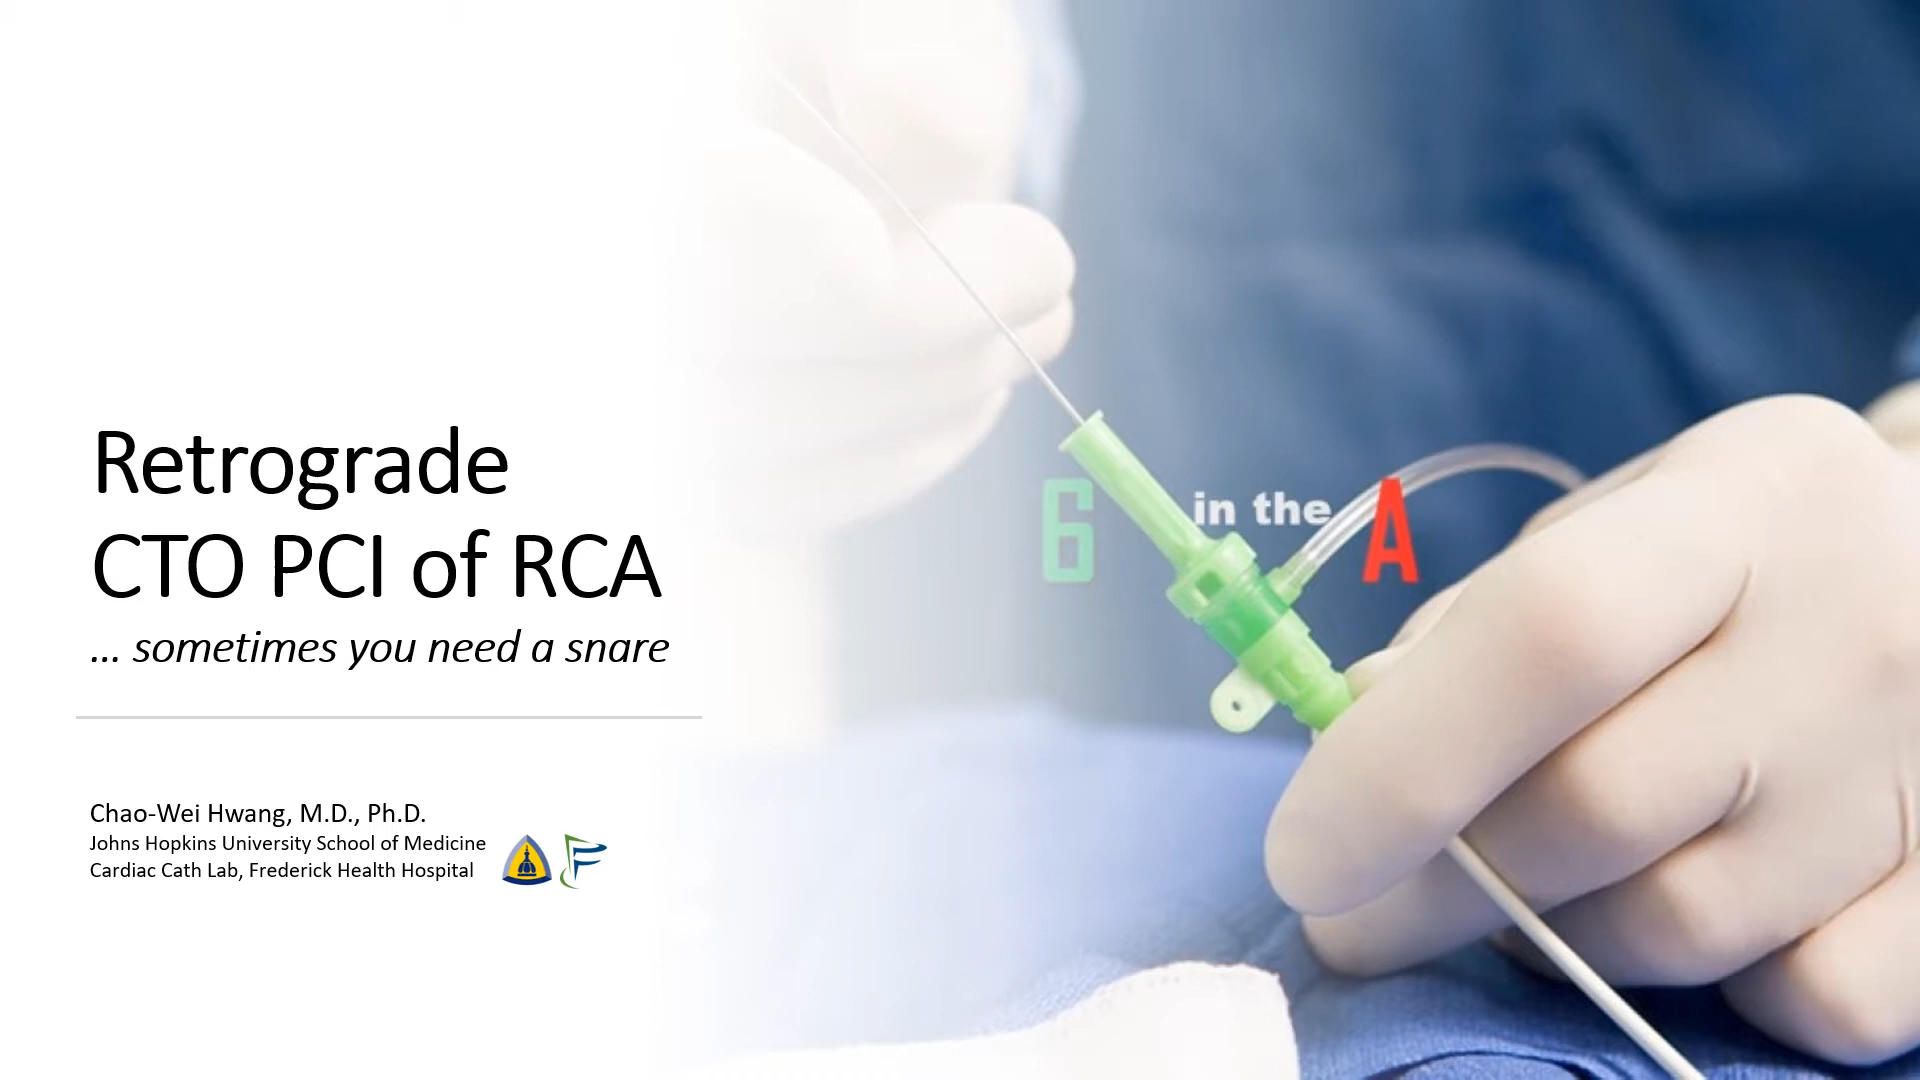 Retrograde
CTO PCI of RCA
... sometimes you need a snare
Chao-Wei Hwang, M.D., Ph.D.
Johns Hopkins University School of Medicine
Cardiac Cath Lab, Frederick Health Hospital
6 in the A